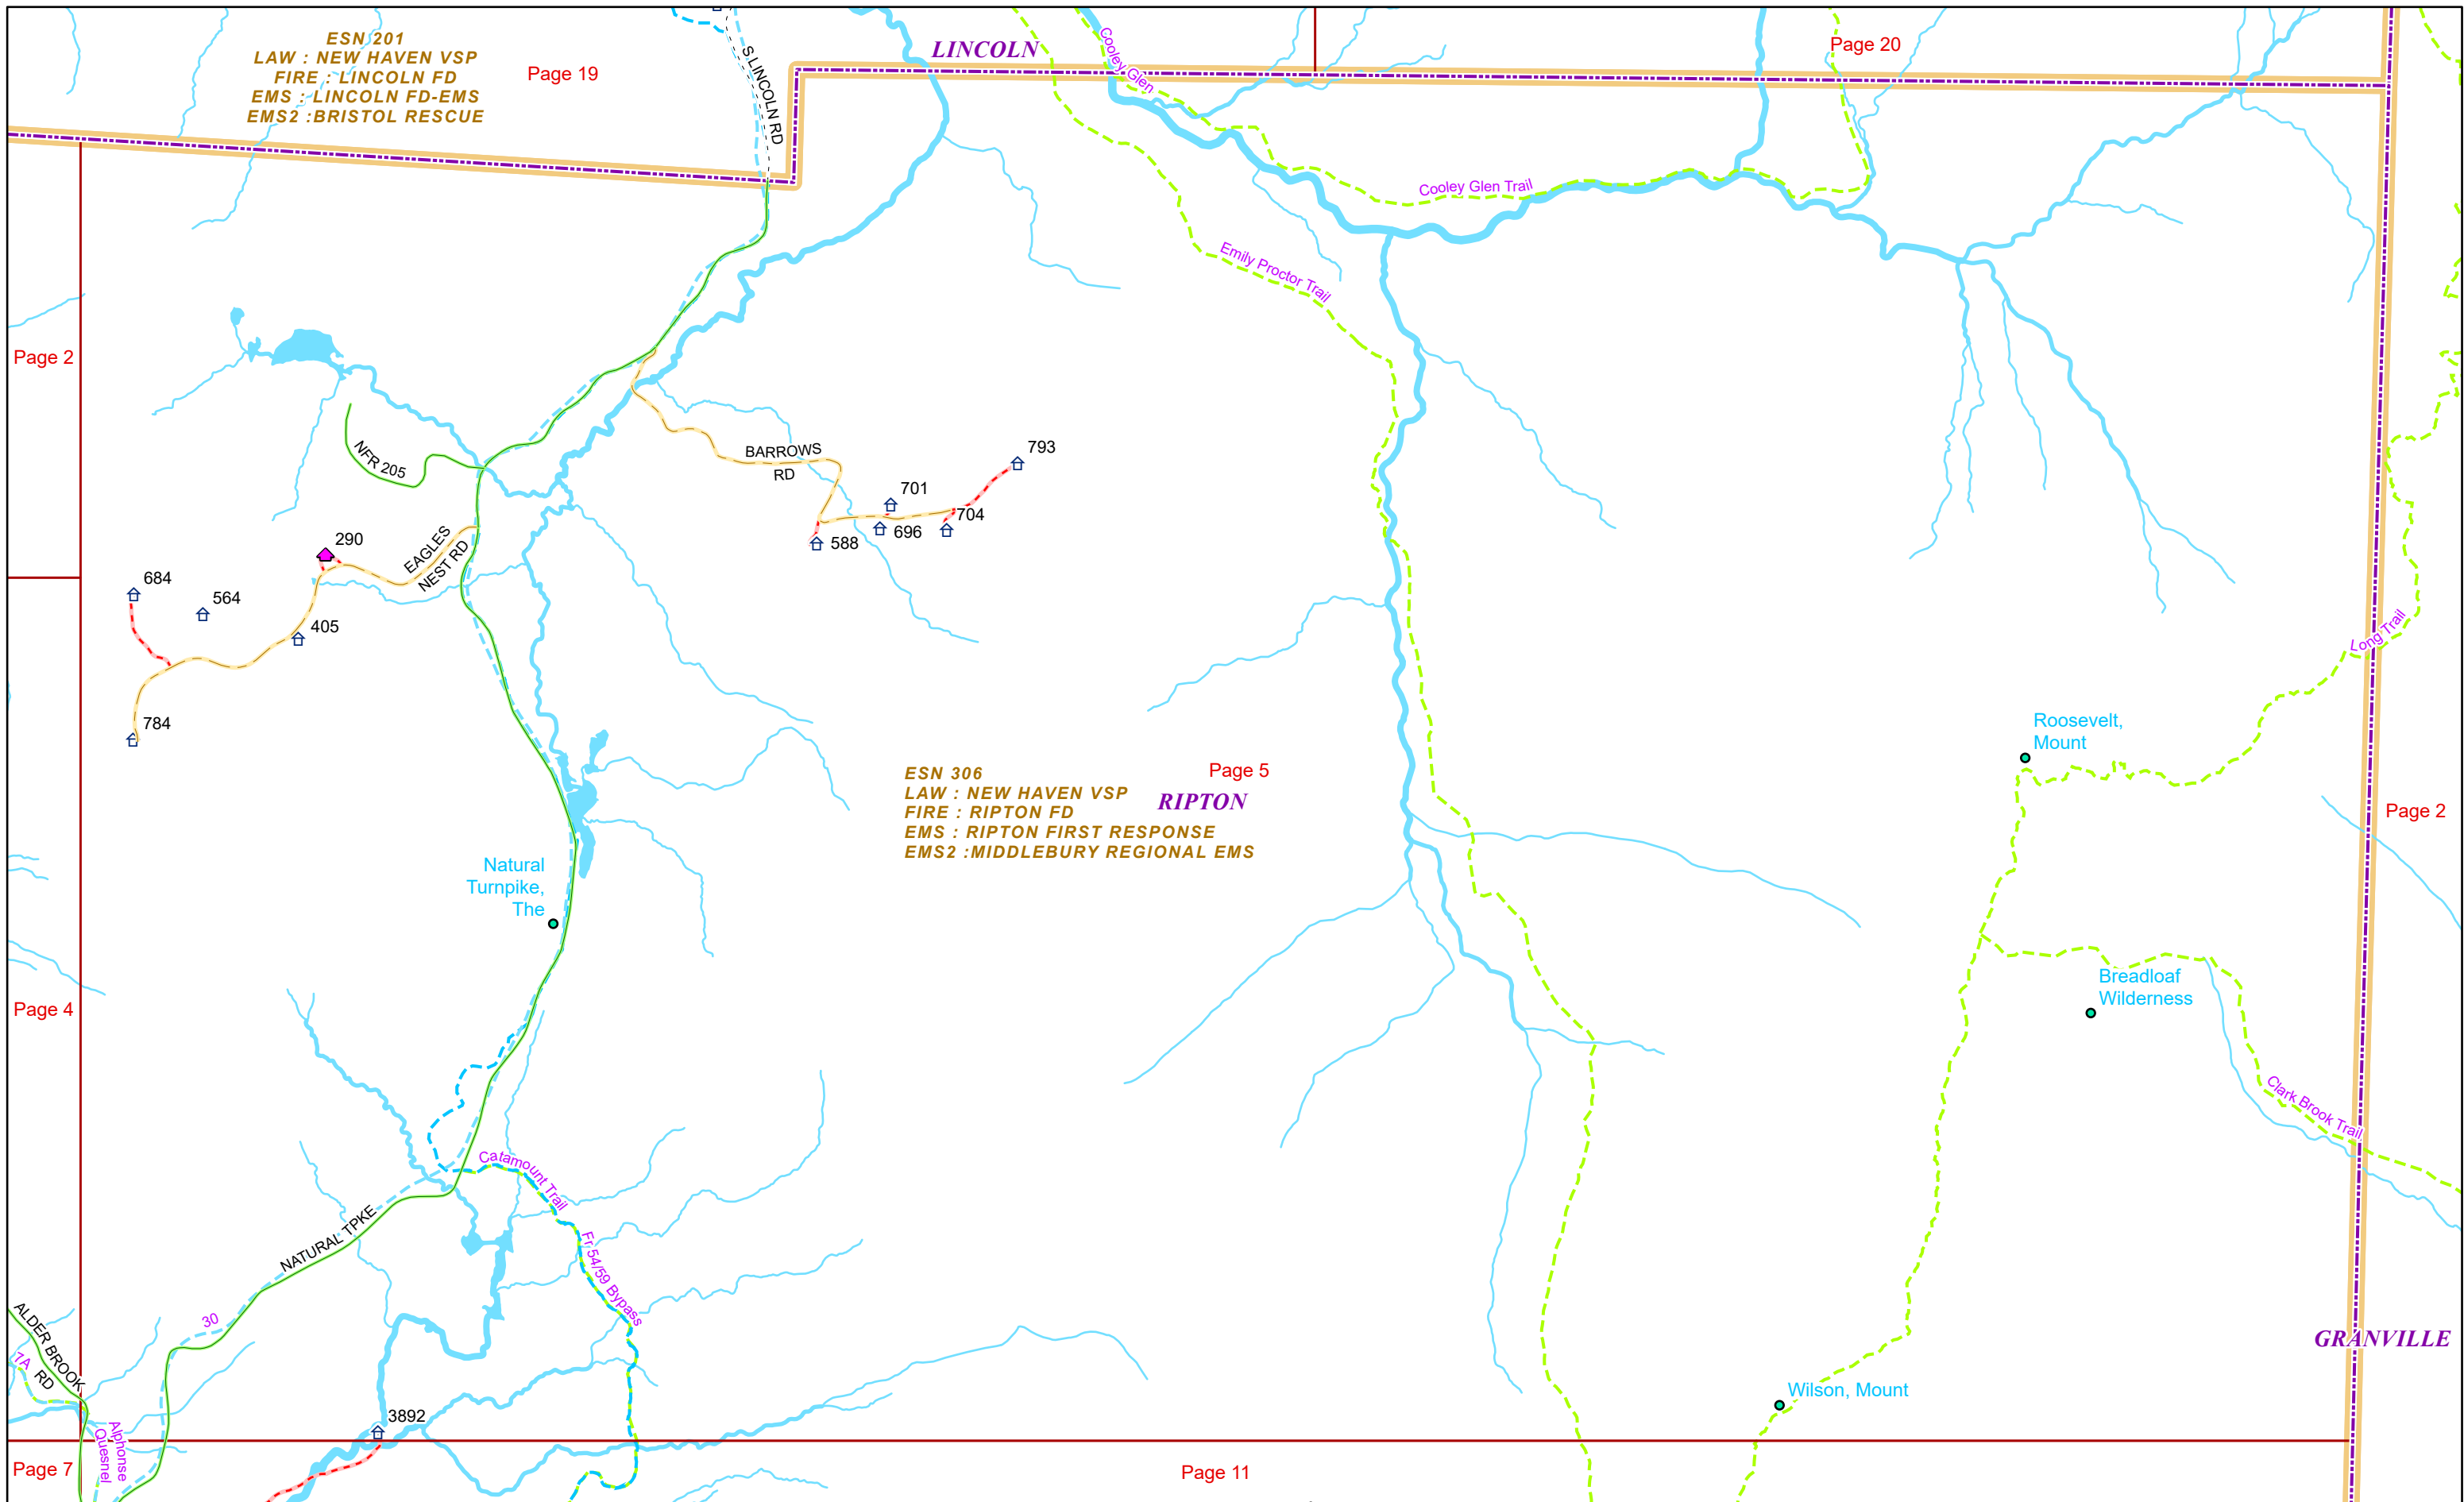 ESN 201
LAW : NEW HAVEN VSP
FIRE : LINCOLN FD
EMS : LINCOLN FD-EMS
EMS2 :BRISTOL RESCUE
Page 19
S LINCOLN RD
LINCOLN
Cooley Glen
Page 20
Cooley Glen Trail
Emily Proctor Trail
Page 2
NFR 205
BARROWS
RD
793
701
704
696
588
290
EAGLES
NEST RD
684
564
405
784
Long Trail
Roosevelt,
Mount
ESN 306
LAW : NEW HAVEN VSP
FIRE : RIPTON FD
EMS : RIPTON FIRST RESPONSE
EMS2 :MIDDLEBURY REGIONAL EMS
Page 5
RIPTON
Page 2
Natural
Turnpike,
The
Breadloaf
Wilderness
Page 4
Clark Brook Trail
Catamount Trail
Fr 54/59 Bypass
NATURAL TPKE
30
ALDER BROOK
RD
7A
GRANVILLE
Wilson, Mount
3892
Alphonse
Quesnel
Page 7
Page 11